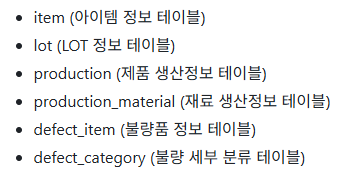 • item (아이템 정보 테이블)
• lot (LOT 정보 테이블)
• production (제품 생산정보 테이블)
• production_material (재료 생산정보 테이블)
• defect_item (불량품 정보 테이블)
• defect_category (불량 세부 분류 테이블)